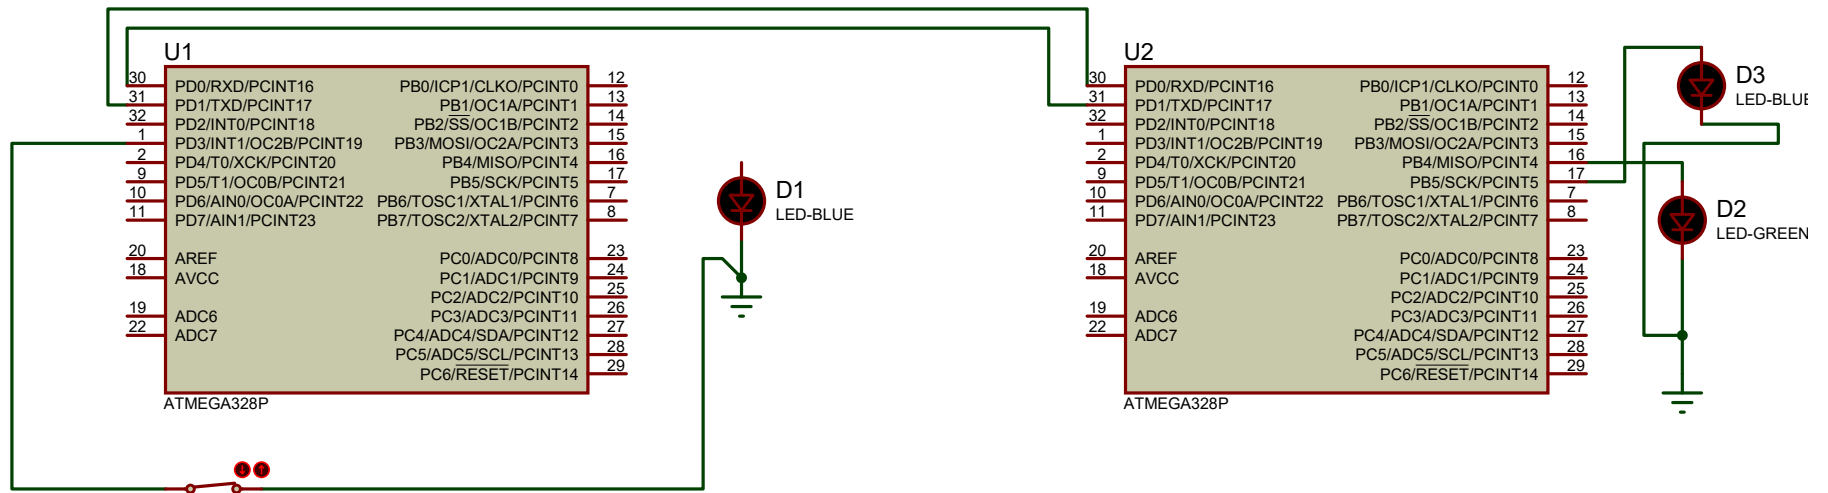 U1
30 PD0/RXD/PCINT16 PB0/ICP1/CLKO/PCINT0 12
31 PD1/TXD/PCINT17 PB1/OC1A/PCINT1 13
32 PD2/INT0/PCINT18 PB2/SS/OC1B/PCINT2 14
1 PD3/INT1/OC2B/PCINT19 PB3/MOSI/OC2A/PCINT3 15
2 PD4/T0/XCK/PCINT20 PB4/MISO/PCINT4 16
9 PD5/T1/OC0B/PCINT21 PB5/SCK/PCINT5 17
10 PD6/AIN0/OC0A/PCINT22 PB6/TOSC1/XTAL1/PCINT6 7
11 PD7/AIN1/PCINT23 PB7/TOSC2/XTAL2/PCINT7 8
20 AREF PC0/ADC0/PCINT8 23
18 AVCC PC1/ADC1/PCINT9 24
PC2/ADC2/PCINT10 25
19 ADC6 PC3/ADC3/PCINT11 26
22 ADC7 PC4/ADC4/SDA/PCINT12 27
PC5/ADC5/SCL/PCINT13 28
PC6/RESET/PCINT14 29
ATMEGA328P
D1
LED-BLUE
U2
30 PD0/RXD/PCINT16 PB0/ICP1/CLKO/PCINT0 12
31 PD1/TXD/PCINT17 PB1/OC1A/PCINT1 13
32 PD2/INT0/PCINT18 PB2/SS/OC1B/PCINT2 14
1 PD3/INT1/OC2B/PCINT19 PB3/MOSI/OC2A/PCINT3 15
2 PD4/T0/XCK/PCINT20 PB4/MISO/PCINT4 16
9 PD5/T1/OC0B/PCINT21 PB5/SCK/PCINT5 17
10 PD6/AIN0/OC0A/PCINT22 PB6/TOSC1/XTAL1/PCINT6 7
11 PD7/AIN1/PCINT23 PB7/TOSC2/XTAL2/PCINT7 8
20 AREF PC0/ADC0/PCINT8 23
18 AVCC PC1/ADC1/PCINT9 24
PC2/ADC2/PCINT10 25
19 ADC6 PC3/ADC3/PCINT11 26
22 ADC7 PC4/ADC4/SDA/PCINT12 27
PC5/ADC5/SCL/PCINT13 28
PC6/RESET/PCINT14 29
ATMEGA328P
D3
LED-BLUE
D2
LED-GREEN